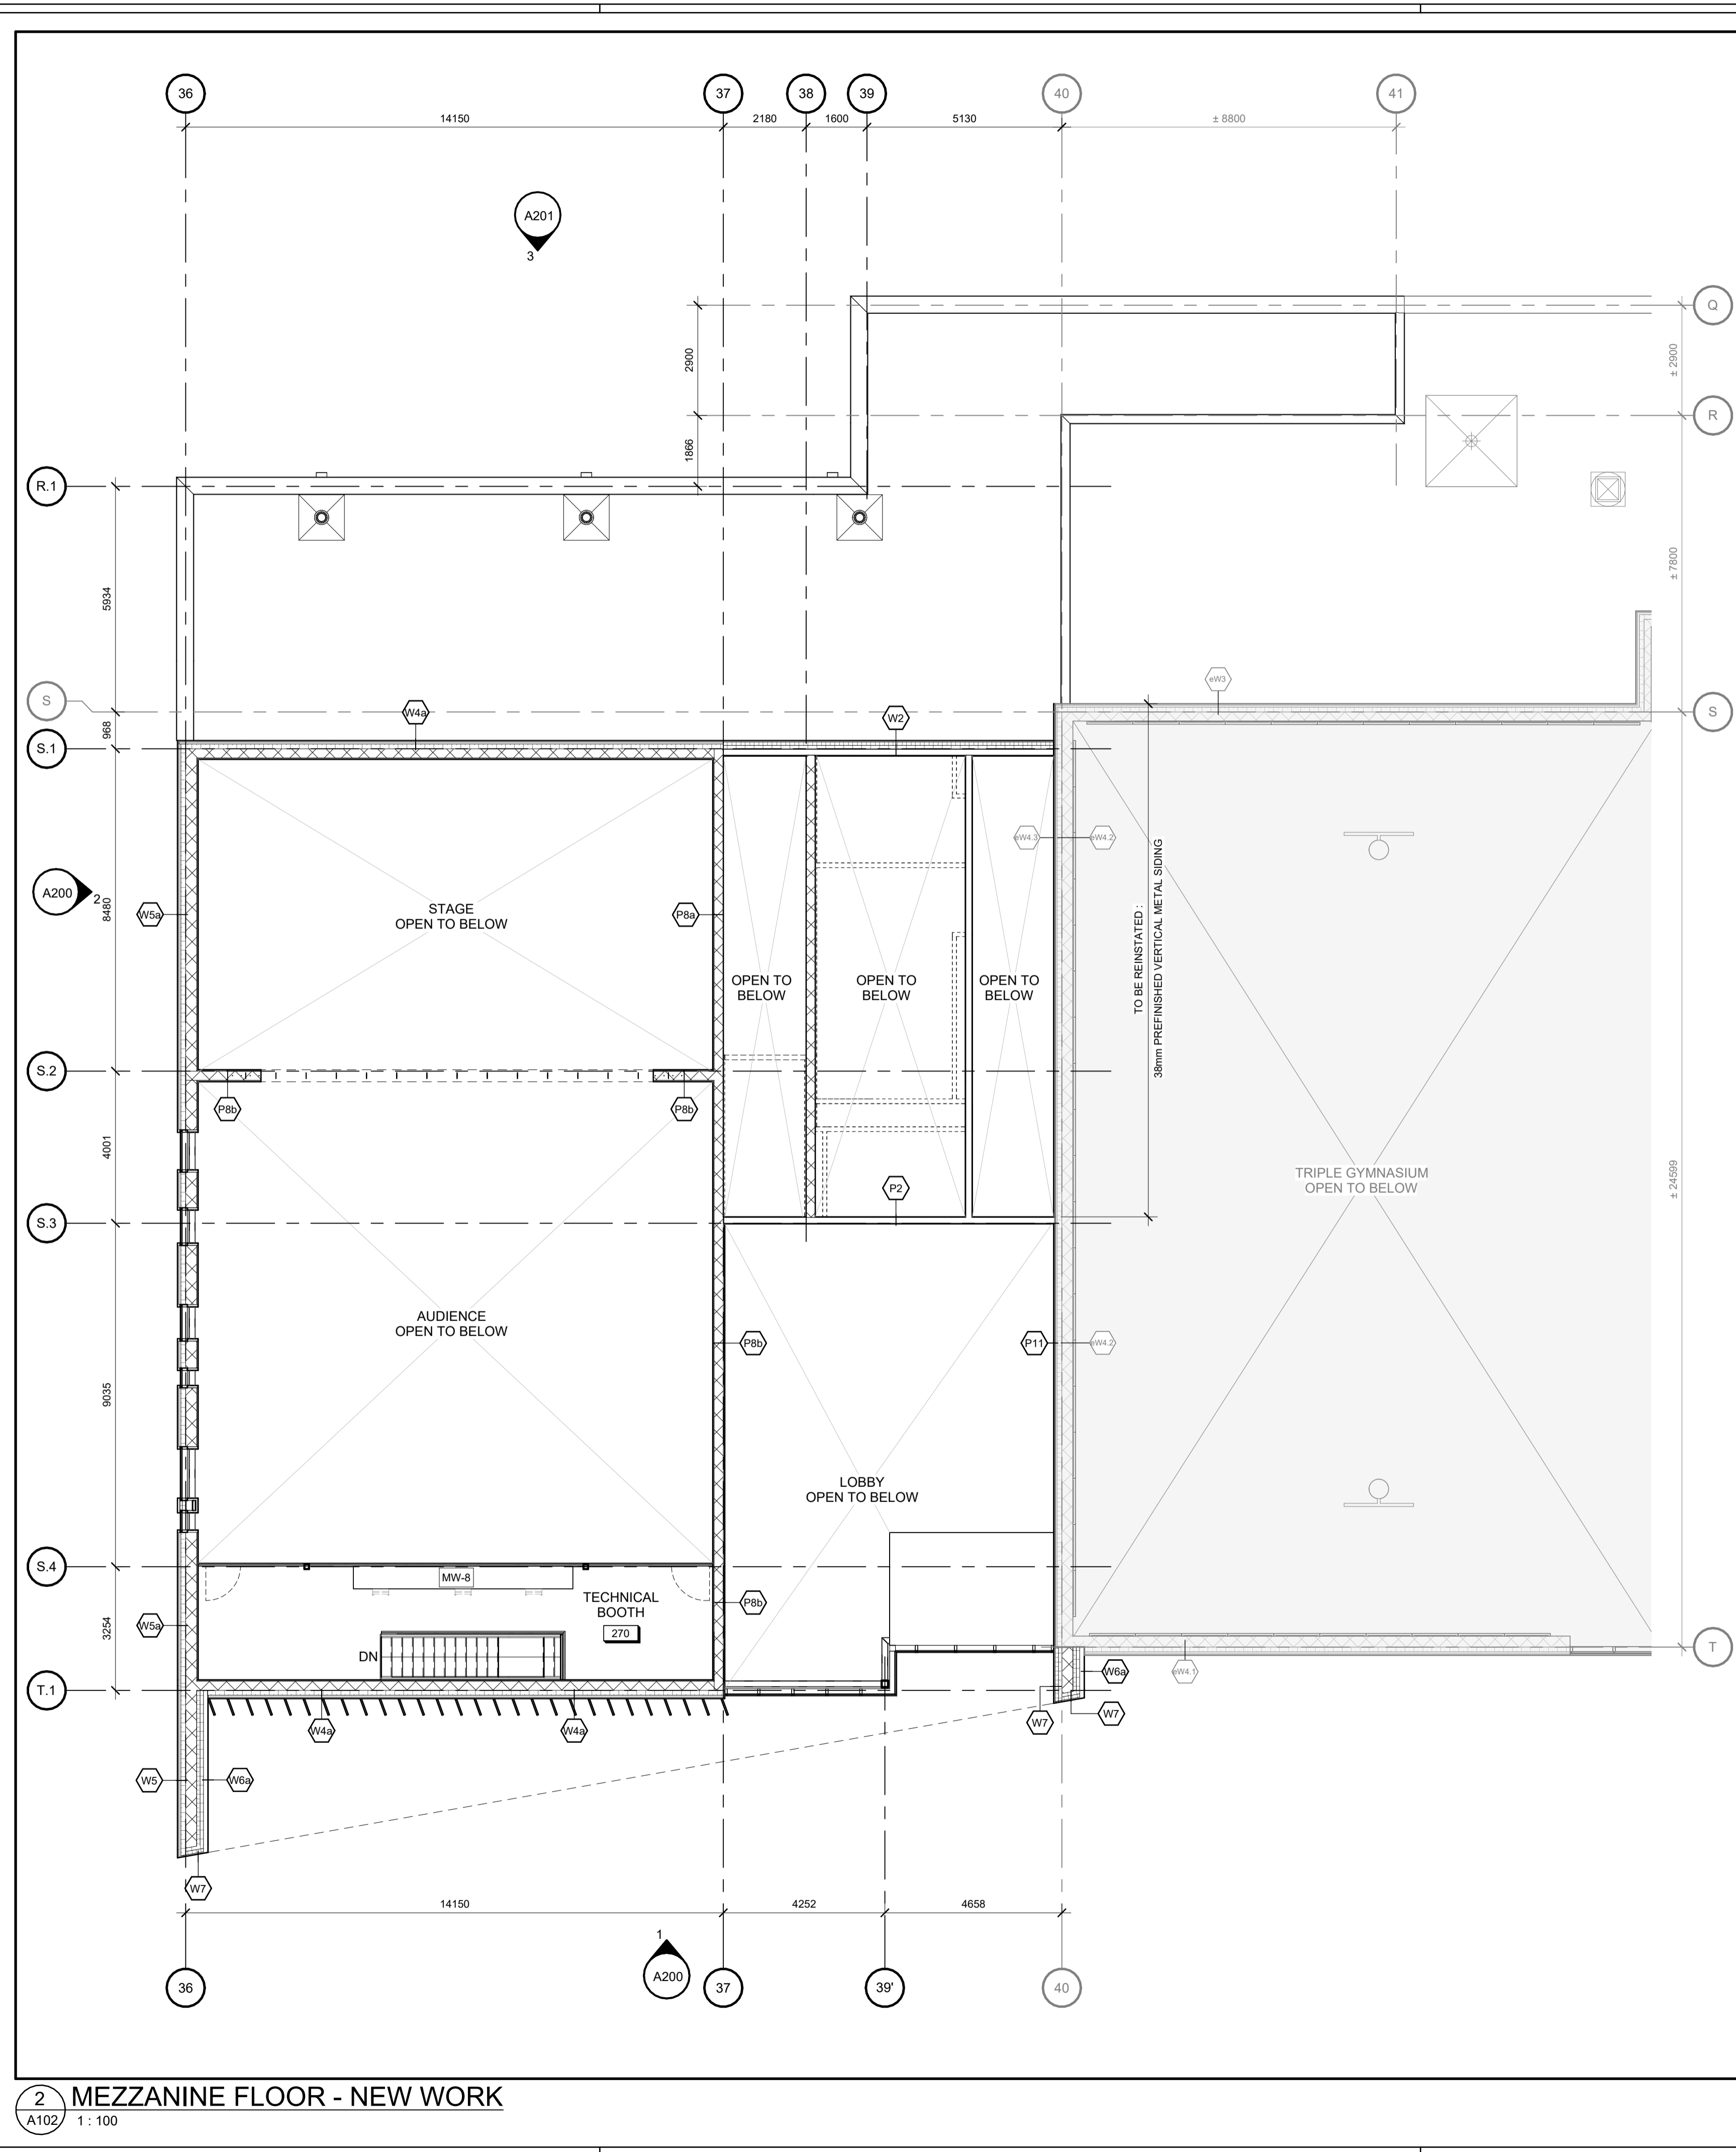 36
37
38
39
40
41
14150
2180
1600
5130
± 8800
A201
3
Q
2900
± 2900
R
1866
R.1
5934
± 7800
S
eW3
W4a
W2
S
968
S.1
eW4.3
eW4.2
A200
2
8480
W5a
STAGE
OPEN TO BELOW
P8a
TO BE REINSTATED :
38mm PREFINISHED VERTICAL METAL SIDING
OPEN TO
BELOW
OPEN TO
BELOW
OPEN TO
BELOW
S.2
P8b
P8b
4001
TRIPLE GYMNASIUM
OPEN TO BELOW
± 24599
P2
S.3
AUDIENCE
OPEN TO BELOW
P8b
P11
eW4.2
9035
LOBBY
OPEN TO BELOW
S.4
MW-8
TECHNICAL
BOOTH
270
P8b
3254
W5a
DN
T
W6a
eW4.1
T.1
W4a
W4a
W7
W7
W5
W6a
W7
14150
4252
4658
1
A200
36
37
39'
40
2
MEZZANINE FLOOR - NEW WORK
A102
1 : 100